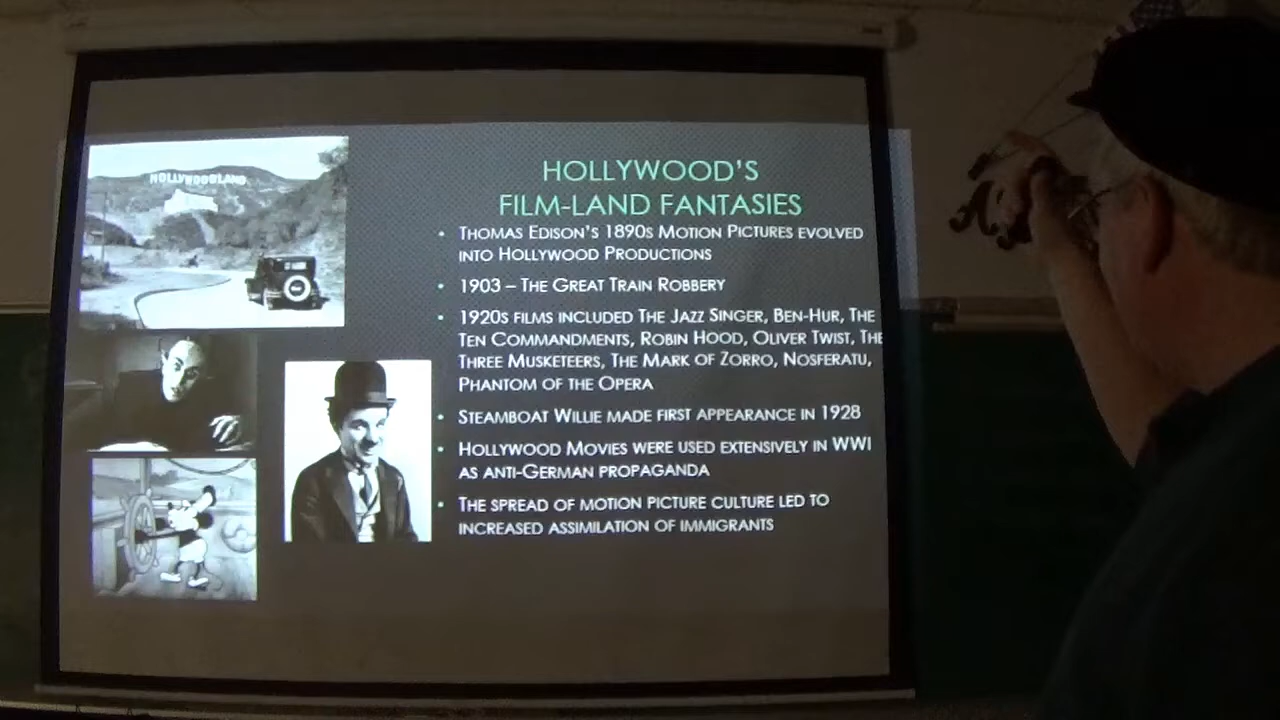 HOLLYWOODLAND
HOLLYWOOD'S
FILM-LAND FANTASIES
• THOMAS EDISON'S 1890S MOTION PICTURES EVOLVED
INTO HOLLYWOOD PRODUCTIONS
• 1903 – THE GREAT TRAIN ROBBERY
• 1920S FILMS INCLUDED THE JAZZ SINGER, BEN-HUR, THE
TEN COMMANDMENTS, ROBIN HOOD, OLIVER TWIST, THE
THREE MUSKETEERS, THE MARK OF ZORRO, NOSFERATU,
PHANTOM OF THE OPERA
• STEAMBOAT WILLIE MADE FIRST APPEARANCE IN 1928
• HOLLYWOOD MOVIES WERE USED EXTENSIVELY IN WWI
AS ANTI-GERMAN PROPAGANDA
• THE SPREAD OF MOTION PICTURE CULTURE LED TO
INCREASED ASSIMILATION OF IMMIGRANTS